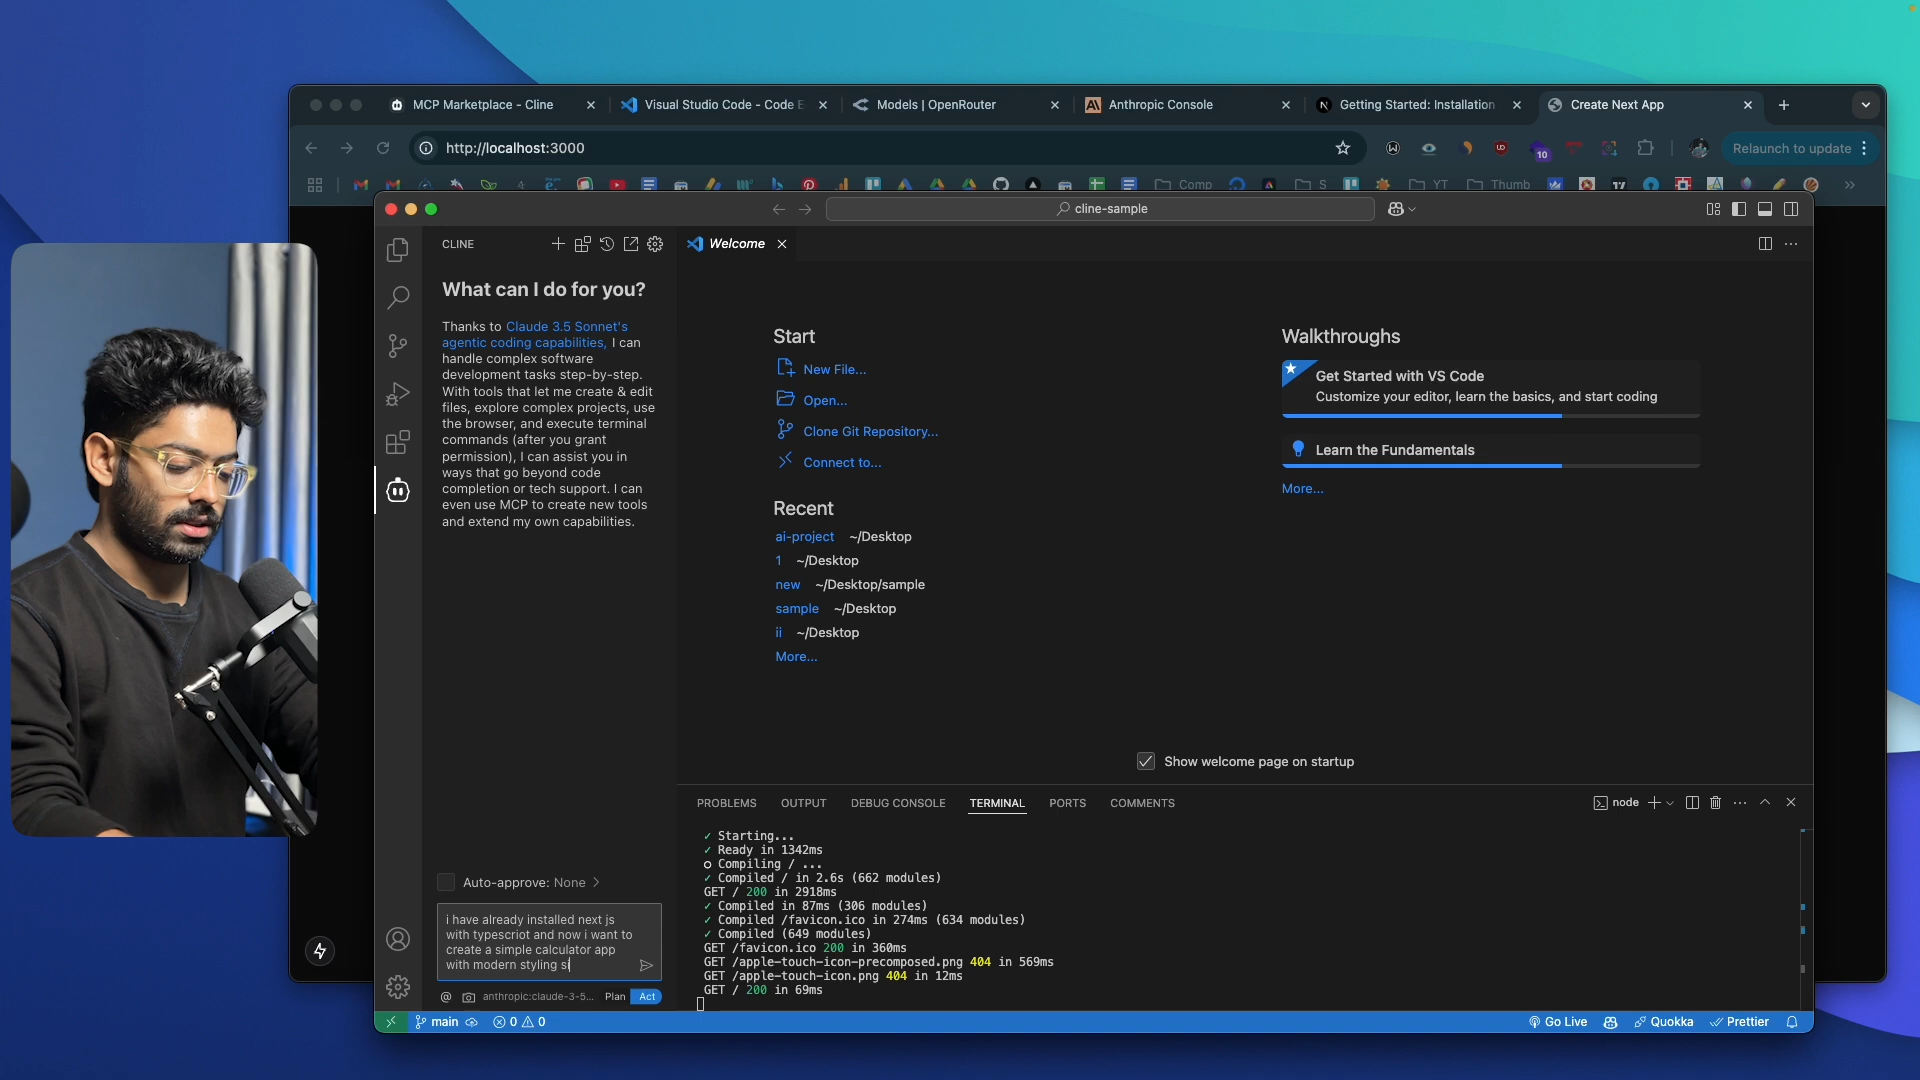 MCP Marketplace - Cline
Visual Studio Code - Code E
Models | OpenRouter
Anthropic Console
Getting Started: Installation
Create Next App
http://localhost:3000
10
Relaunch to update
Comp
S
YT
Thumb
cline-sample
CLINE
Welcome
What can I do for you?
Thanks to Claude 3.5 Sonnet's
agentic coding capabilities, I can
handle complex software
development tasks step-by-step.
With tools that let me create & edit
files, explore complex projects, use
the browser, and execute terminal
commands (after you grant
permission), I can assist you in
ways that go beyond code
completion or tech support. I can
even use MCP to create new tools
and extend my own capabilities.
Start
New File...
Open...
Clone Git Repository...
Connect to...
Recent
ai-project ~/Desktop
1 ~/Desktop
new ~/Desktop/sample
sample ~/Desktop
ii ~/Desktop
More...
Walkthroughs
Get Started with VS Code
Customize your editor, learn the basics, and start coding
Learn the Fundamentals
More...
Show welcome page on startup
PROBLEMS OUTPUT DEBUG CONSOLE TERMINAL PORTS COMMENTS
node
✓ Starting...
✓ Ready in 1342ms
○ Compiling / ...
✓ Compiled / in 2.6s (662 modules)
GET / 200 in 2918ms
✓ Compiled in 87ms (306 modules)
✓ Compiled /favicon.ico in 274ms (634 modules)
✓ Compiled (649 modules)
GET /favicon.ico 200 in 360ms
GET /apple-touch-icon-precomposed.png 404 in 569ms
GET /apple-touch-icon.png 404 in 12ms
GET / 200 in 69ms
Auto-approve: None
i have already installed next js
with typescriot and now i want to
create a simple calculator app
with modern styling si
@ anthropic:claude-3-5... Plan Act
main 0 0
Go Live Quokka Prettier